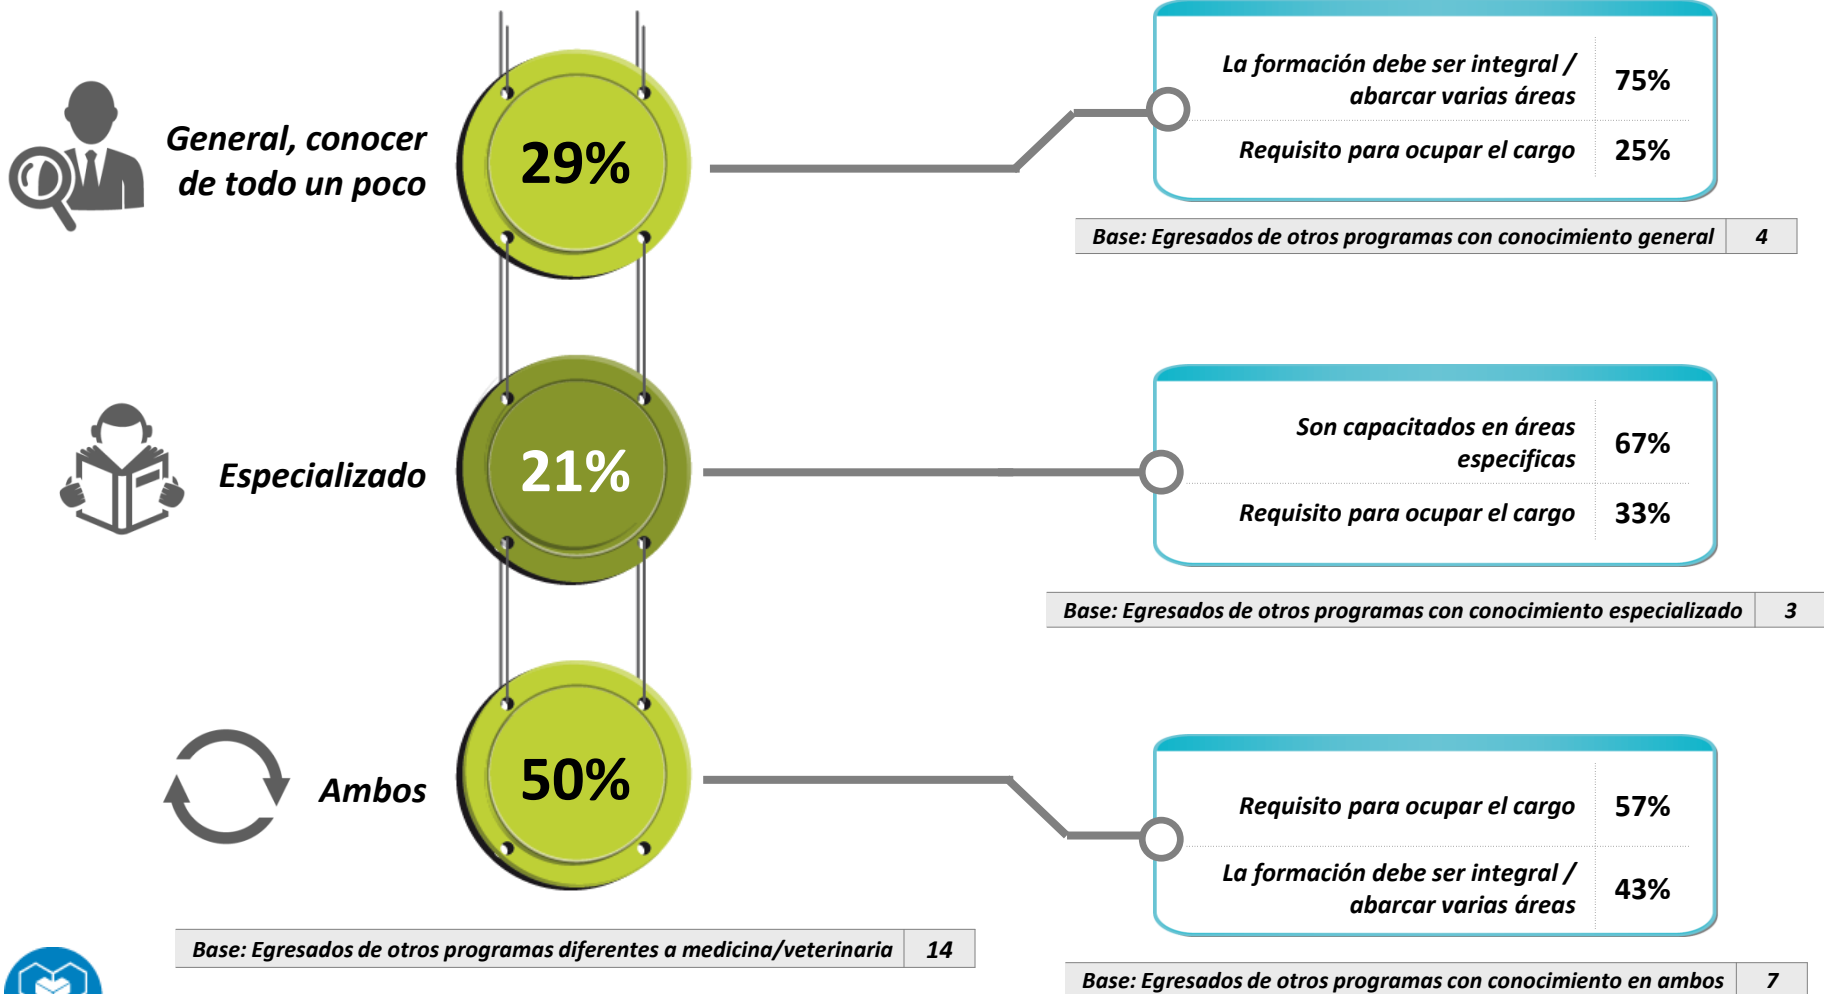 General, conocer
de todo un poco
29%
La formación debe ser integral /
abarcar varias áreas
75%
Requisito para ocupar el cargo
25%
Base: Egresados de otros programas con conocimiento general
4
Especializado
21%
Son capacitados en áreas
especificas
67%
Requisito para ocupar el cargo
33%
Base: Egresados de otros programas con conocimiento especializado
3
Ambos
50%
Requisito para ocupar el cargo
57%
La formación debe ser integral /
abarcar varias áreas
43%
Base: Egresados de otros programas diferentes a medicina/veterinaria
14
Base: Egresados de otros programas con conocimiento en ambos
7